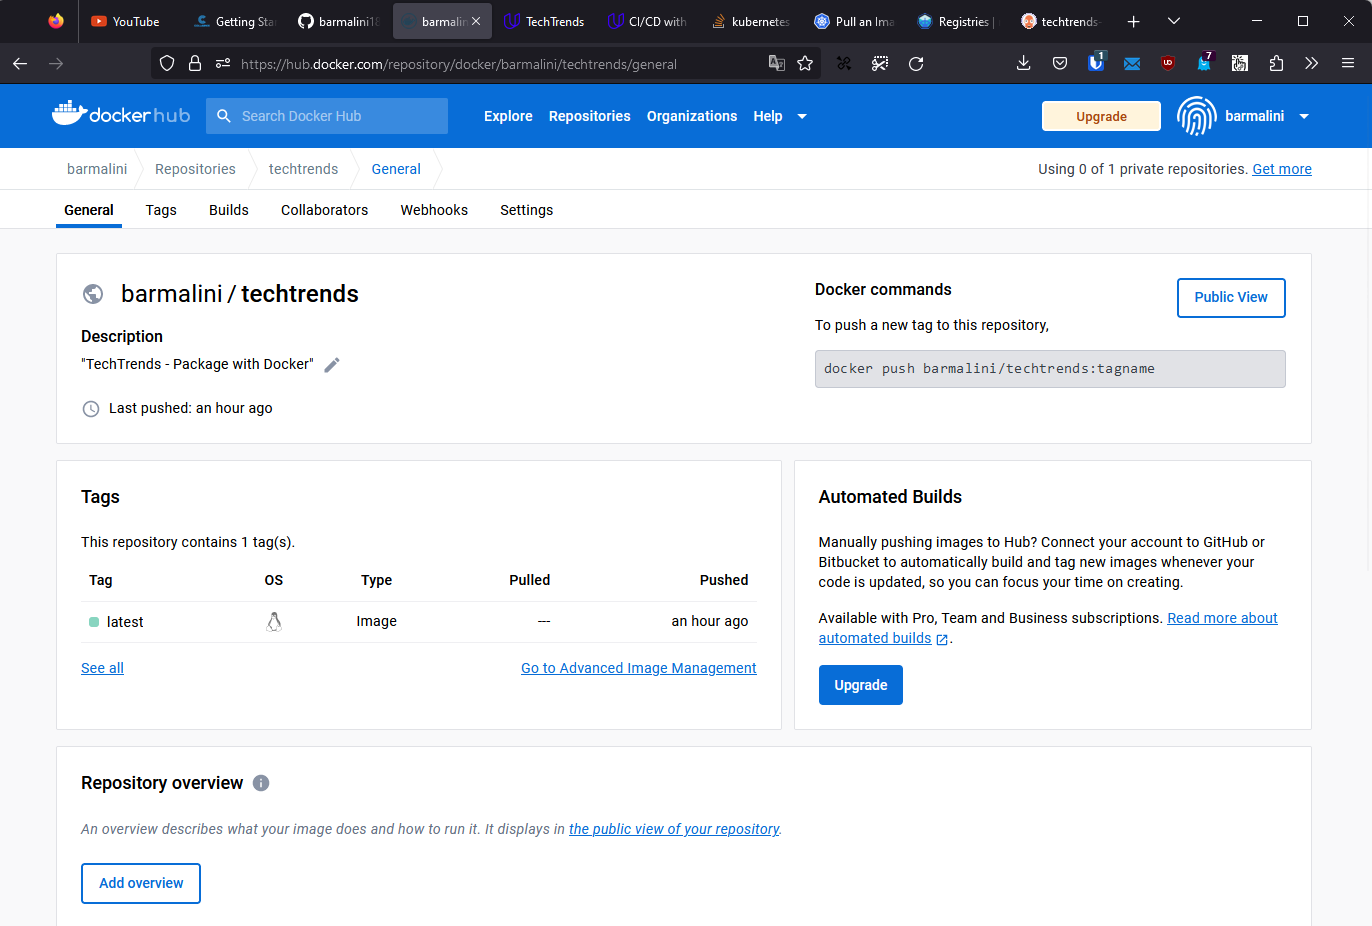 YouTube
Getting Sta
barmalini18
barmalin
TechTrends
CI/CD with
kubernetes
Pull an Ima
Registries |
techtrends-
https://hub.docker.com/repository/docker/barmalini/techtrends/general
1
UD
7
dockerhub
Search Docker Hub
Explore
Repositories
Organizations
Help
Upgrade
barmalini
barmalini
Repositories
techtrends
General
Using 0 of 1 private repositories. Get more
General
Tags
Builds
Collaborators
Webhooks
Settings
barmalini / techtrends
Description
"TechTrends - Package with Docker"
Last pushed: an hour ago
Docker commands
Public View
To push a new tag to this repository,
docker push barmalini/techtrends:tagname
Tags
This repository contains 1 tag(s).
Tag OS Type Pulled Pushed
latest Image --- an hour ago
See all
Go to Advanced Image Management
Automated Builds
Manually pushing images to Hub? Connect your account to GitHub or
Bitbucket to automatically build and tag new images whenever your
code is updated, so you can focus your time on creating.
Available with Pro, Team and Business subscriptions. Read more about
automated builds .
Upgrade
Repository overview
An overview describes what your image does and how to run it. It displays in the public view of your repository.
Add overview